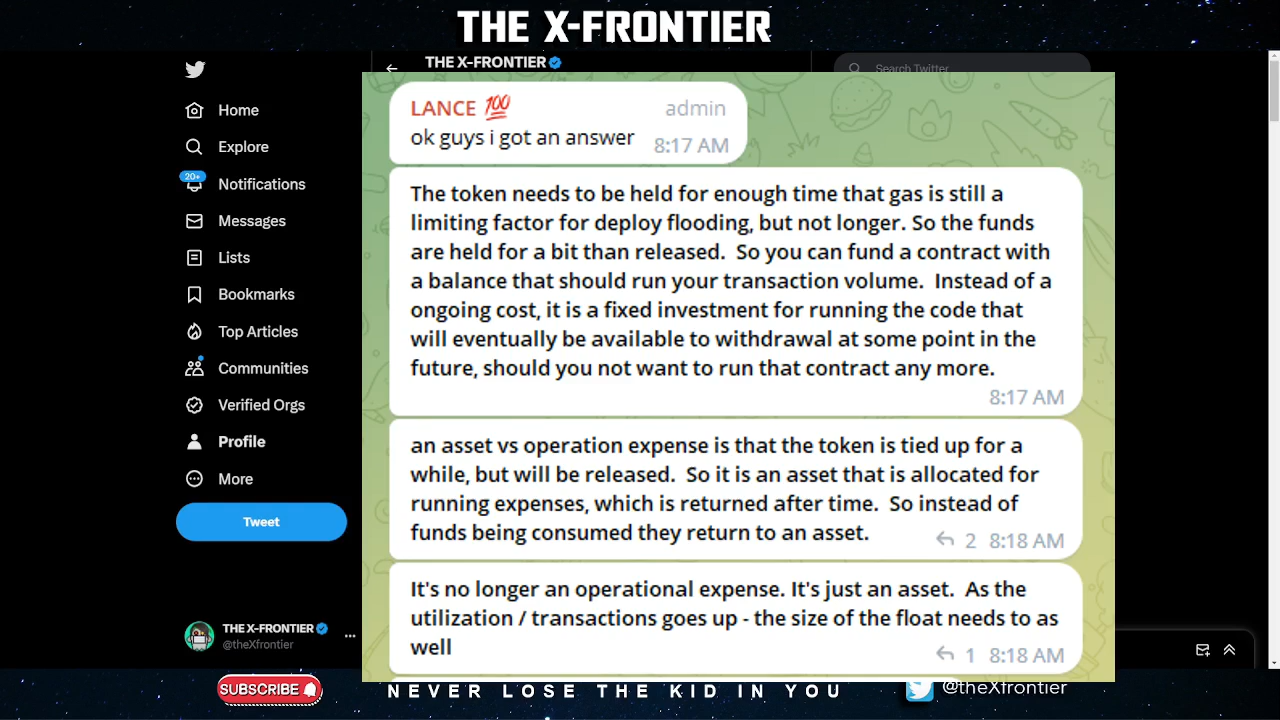 THE X-FRONTIER
THE X-FRONTIER
Search Twitter
Home
Explore
20+
Notifications
Messages
Lists
Bookmarks
Top Articles
Communities
Verified Orgs
Profile
More
Tweet
THE X-FRONTIER
@theXfrontier
LANCE 💯 admin
ok guys i got an answer 8:17 AM
The token needs to be held for enough time that gas is still a
limiting factor for deploy flooding, but not longer. So the funds
are held for a bit than released. So you can fund a contract with
a balance that should run your transaction volume. Instead of a
ongoing cost, it is a fixed investment for running the code that
will eventually be available to withdrawal at some point in the
future, should you not want to run that contract any more.
8:17 AM
an asset vs operation expense is that the token is tied up for a
while, but will be released. So it is an asset that is allocated for
running expenses, which is returned after time. So instead of
funds being consumed they return to an asset. 2 8:18 AM
It's no longer an operational expense. It's just an asset. As the
utilization / transactions goes up - the size of the float needs to as
well 1 8:18 AM
SUBSCRIBE
NEVER LOSE THE KID IN YOU
@theXfrontier